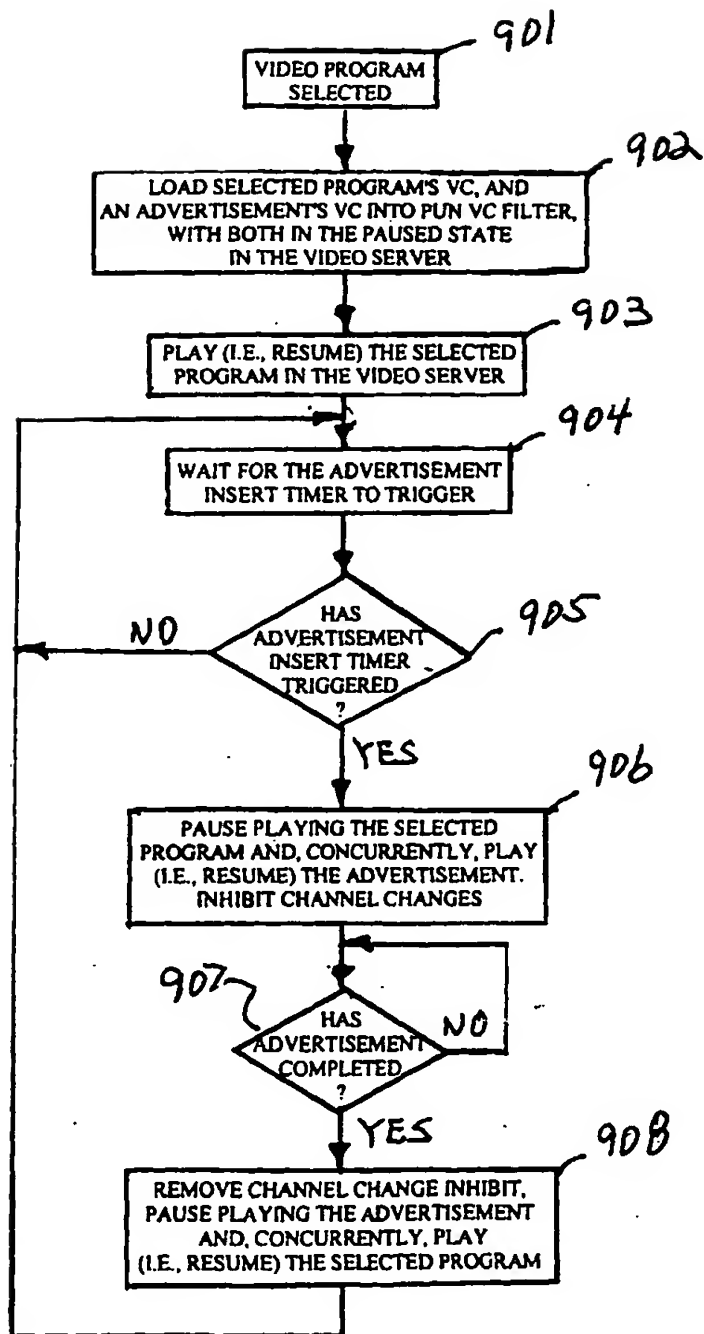 901
VIDEO PROGRAM
SELECTED
902
LOAD SELECTED PROGRAM'S VC, AND
AN ADVERTISEMENT'S VC INTO PUN VC FILTER,
WITH BOTH IN THE PAUSED STATE
IN THE VIDEO SERVER
903
PLAY (I.E., RESUME) THE SELECTED
PROGRAM IN THE VIDEO SERVER
904
WAIT FOR THE ADVERTISEMENT
INSERT TIMER TO TRIGGER
905
HAS
ADVERTISEMENT
INSERT TIMER
TRIGGERED
?
NO
YES
906
PAUSE PLAYING THE SELECTED
PROGRAM AND, CONCURRENTLY, PLAY
(I.E., RESUME) THE ADVERTISEMENT.
INHIBIT CHANNEL CHANGES
907
HAS
ADVERTISEMENT
COMPLETED
?
NO
YES
908
REMOVE CHANNEL CHANGE INHIBIT,
PAUSE PLAYING THE ADVERTISEMENT
AND, CONCURRENTLY, PLAY
(I.E., RESUME) THE SELECTED PROGRAM